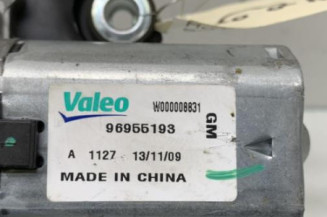 Valeo W000008831
96955193
GM
A 1127 13/11/09
MADE IN CHINA